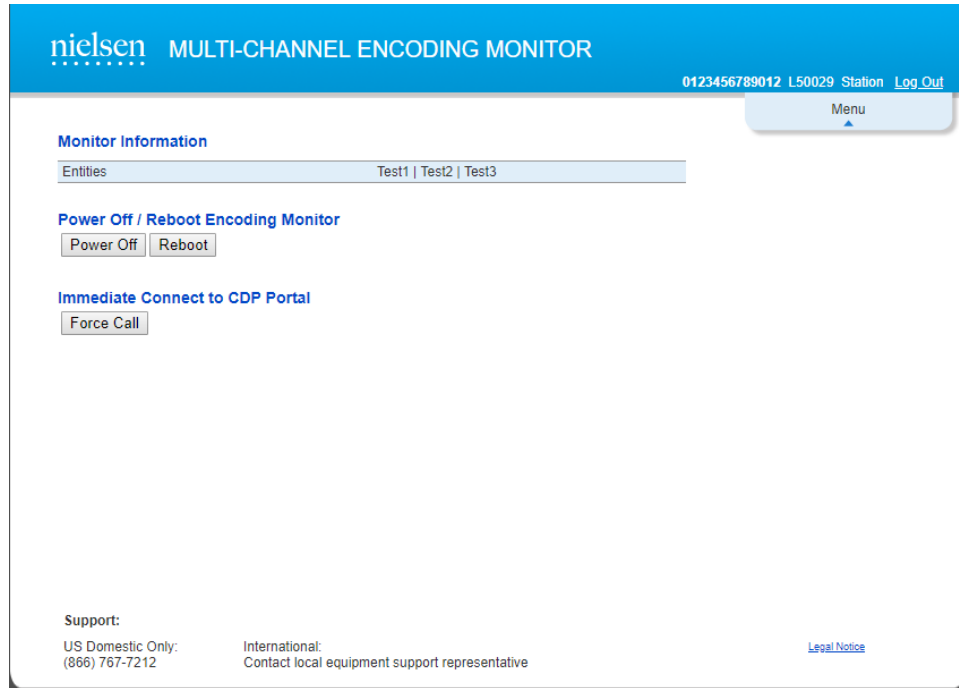 nielsen MULTI-CHANNEL ENCODING MONITOR
0123456789012 L50029 Station Log Out
Menu
Monitor Information
Entities Test1 | Test2 | Test3
Power Off / Reboot Encoding Monitor
Power Off Reboot
Immediate Connect to CDP Portal
Force Call
Support:
US Domestic Only: International:
(866) 767-7212 Contact local equipment support representative
Legal Notice